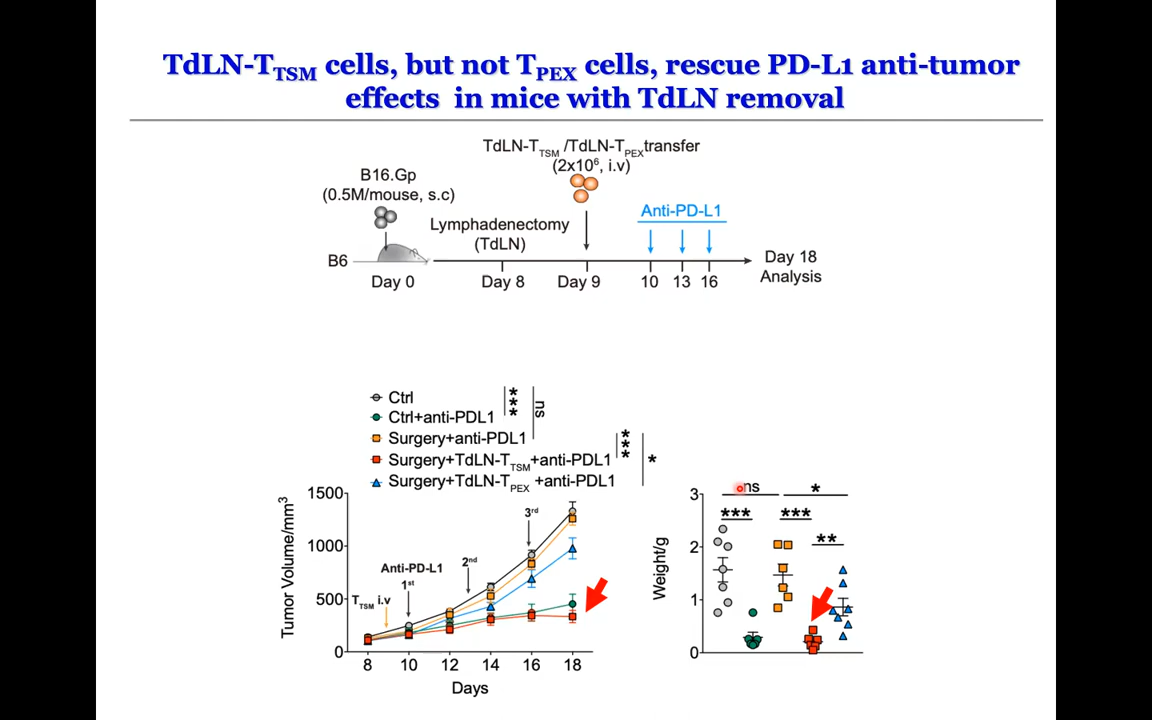 TdLN-TTSM cells, but not TPEX cells, rescue PD-L1 anti-tumor
effects in mice with TdLN removal
TdLN-TTSM /TdLN-TPEX transfer
(2x10⁶, i.v)
B16.Gp
(0.5M/mouse, s.c)
Lymphadenectomy
(TdLN)
Anti-PD-L1
B6
Day 0
Day 8
Day 9
10
13
16
Day 18
Analysis
Ctrl
Ctrl+anti-PDL1
Surgery+anti-PDL1
Surgery+TdLN-TTSM+anti-PDL1
Surgery+TdLN-TPEX +anti-PDL1
***
ns
***
*
Tumor Volume/mm³
1500
1000
500
0
TTSM i.v
Anti-PD-L1
1st
2nd
3rd
8 10 12 14 16 18
Days
Weight/g
3
2
1
0
ns
*
***
***
**